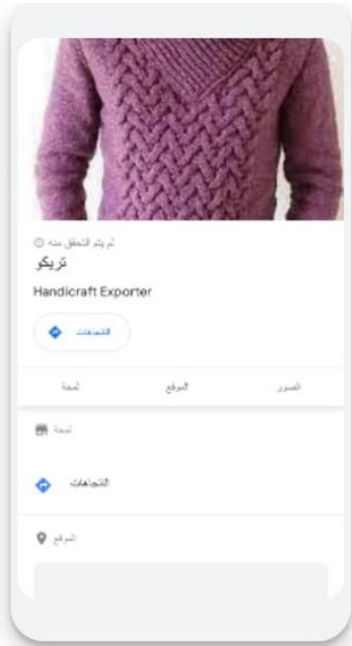 لم يتم التحقق منه
تريكو
Handicraft Exporter
الاتجاهات
لمحة الموقع الصور
لمحة
الاتجاهات
الموقع